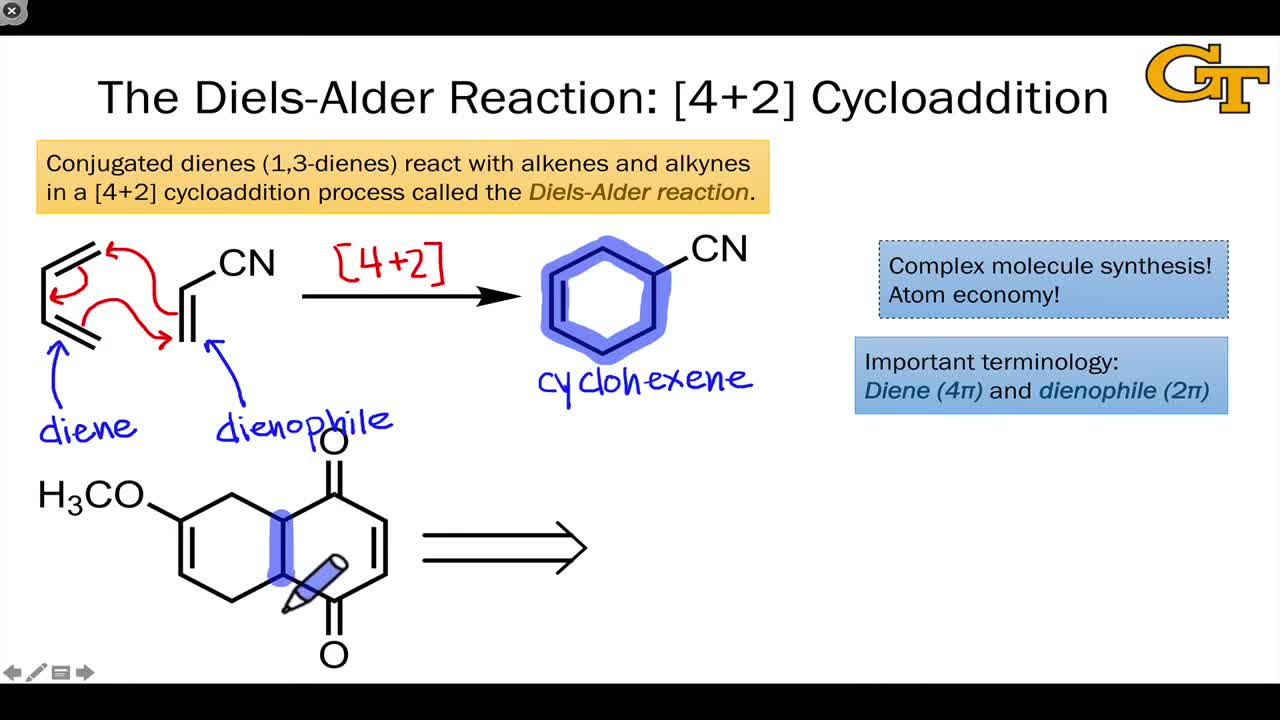 The Diels-Alder Reaction: [4+2] Cycloaddition
GT
Conjugated dienes (1,3-dienes) react with alkenes and alkynes
in a [4+2] cycloaddition process called the Diels-Alder reaction.
CN
[4+2]
CN
cyclohexene
diene
dienophile
Complex molecule synthesis!
Atom economy!
Important terminology:
Diene (4π) and dienophile (2π)
O
H₃CO
O